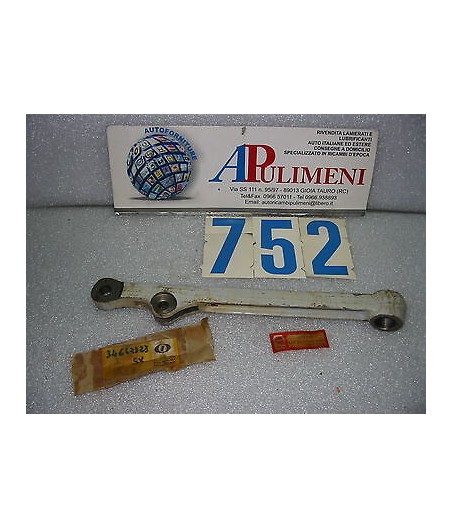 AUTOFORNITURE
RIVENDITA LAMIERATI E
LUBRIFICANTI
AUTO ITALIANE ED ESTERE
CONSEGNE A DOMICILIO
SPECIALIZZATO IN RICAMBI D'EPOCA
APULIMENI
Via SS 111 n. 95/97 - 89013 GIOIA TAURO (RC)
Tel&Fax. 0966 57011 - Tel 0966.938893
Email: autoricambipulimeni@libero.it
752
SX